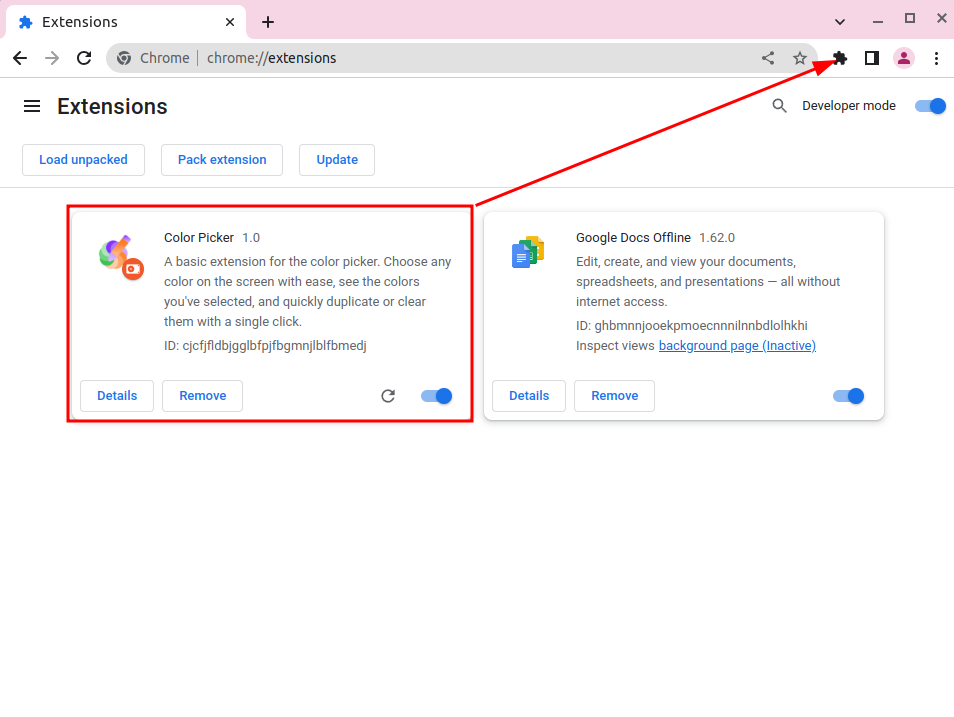 Extensions
Chrome chrome://extensions
Extensions
Developer mode
Load unpacked Pack extension Update
Color Picker 1.0
A basic extension for the color picker. Choose any
color on the screen with ease, see the colors
you've selected, and quickly duplicate or clear
them with a single click.
ID: cjcfjfldbjgglbfpjfbgmnjlblfbmedj
Details Remove
Google Docs Offline 1.62.0
Edit, create, and view your documents,
spreadsheets, and presentations — all without
internet access.
ID: ghbmnnjooekpmoecnnnilnnbdlolhkhi
Inspect views background page (Inactive)
Details Remove